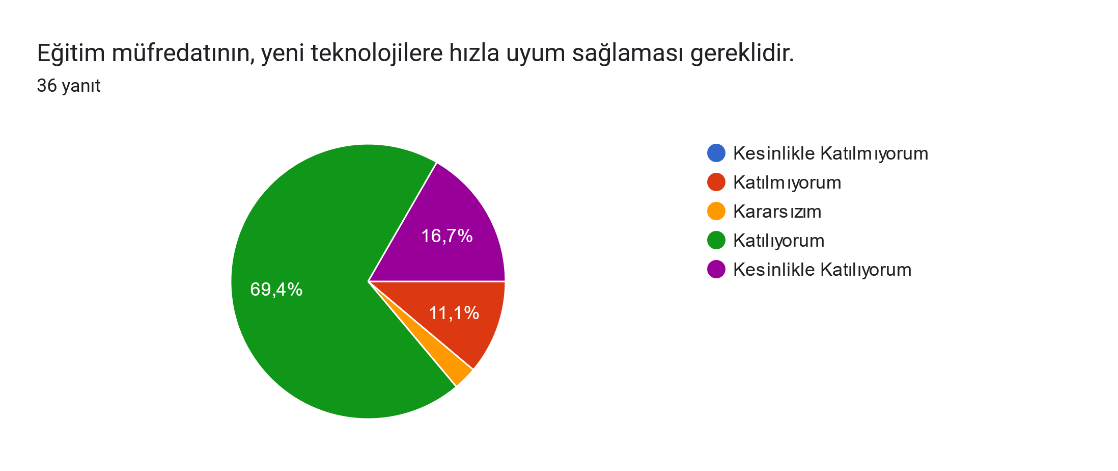 Eğitim müfredatının, yeni teknolojilere hızla uyum sağlaması gereklidir.
36 yanıt
Kesinlikle Katılmıyorum
Katılmıyorum
Kararsızım
Katılıyorum
Kesinlikle Katılıyorum
16,7%
69,4%
11,1%